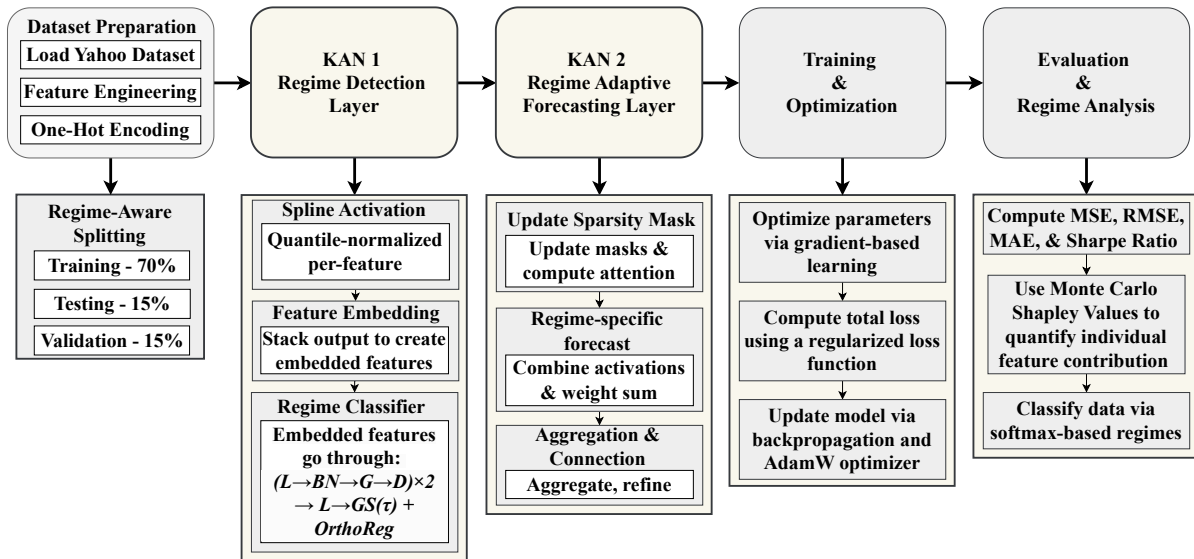 Dataset Preparation
Load Yahoo Dataset
Feature Engineering
One-Hot Encoding
Regime-Aware
Splitting
Training - 70%
Testing - 15%
Validation - 15%
KAN 1
Regime Detection
Layer
Spline Activation
Quantile-normalized
per-feature
Feature Embedding
Stack output to create
embedded features
Regime Classifier
Embedded features
go through:
(L→BN→G→D)×2
→ L→GS(τ) +
OrthoReg
KAN 2
Regime Adaptive
Forecasting Layer
Update Sparsity Mask
Update masks &
compute attention
Regime-specific
forecast
Combine activations
& weight sum
Aggregation &
Connection
Aggregate, refine
Training
&
Optimization
Optimize parameters
via gradient-based
learning
Compute total loss
using a regularized loss
function
Update model via
backpropagation and
AdamW optimizer
Evaluation
&
Regime Analysis
Compute MSE, RMSE,
MAE, & Sharpe Ratio
Use Monte Carlo
Shapley Values to
quantify individual
feature contribution
Classify data via
softmax-based regimes